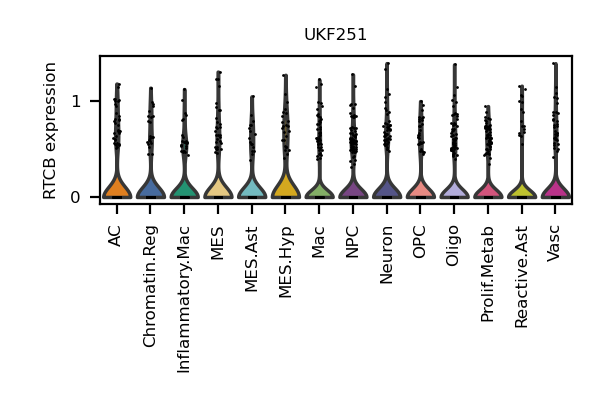 UKF251
RTCB expression
1
0
AC
Chromatin.Reg
Inflammatory.Mac
MES
MES.Ast
MES.Hyp
Mac
NPC
Neuron
OPC
Oligo
Prolif.Metab
Reactive.Ast
Vasc